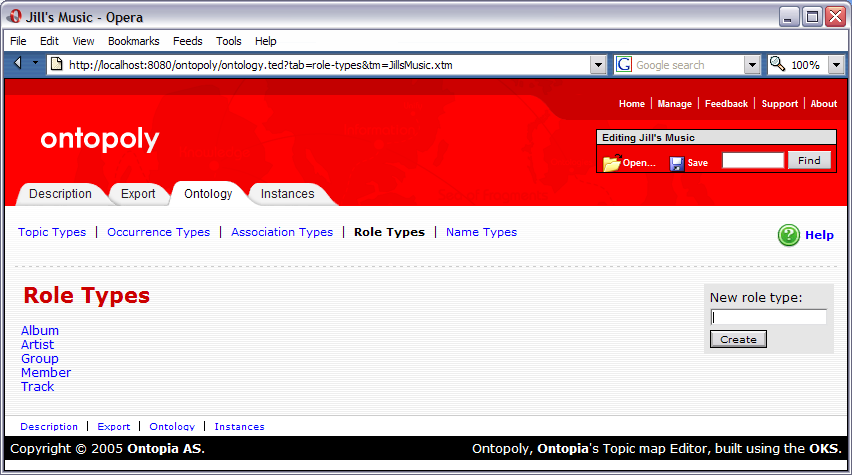 Jill's Music - Opera
File Edit View Bookmarks Feeds Tools Help
http://localhost:8080/ontopoly/ontology.ted?tab=role-types&tm=JillsMusic.xtm
G Google search
100%
Home | Manage | Feedback | Support | About
ontopoly
Editing Jill's Music
Open... Save Find
Description Export Ontology Instances
Topic Types | Occurrence Types | Association Types | Role Types | Name Types
? Help
Role Types
New role type:
Create
Album
Artist
Group
Member
Track
Description | Export | Ontology | Instances
Copyright © 2005 Ontopia AS.
Ontopoly, Ontopia's Topic map Editor, built using the OKS.